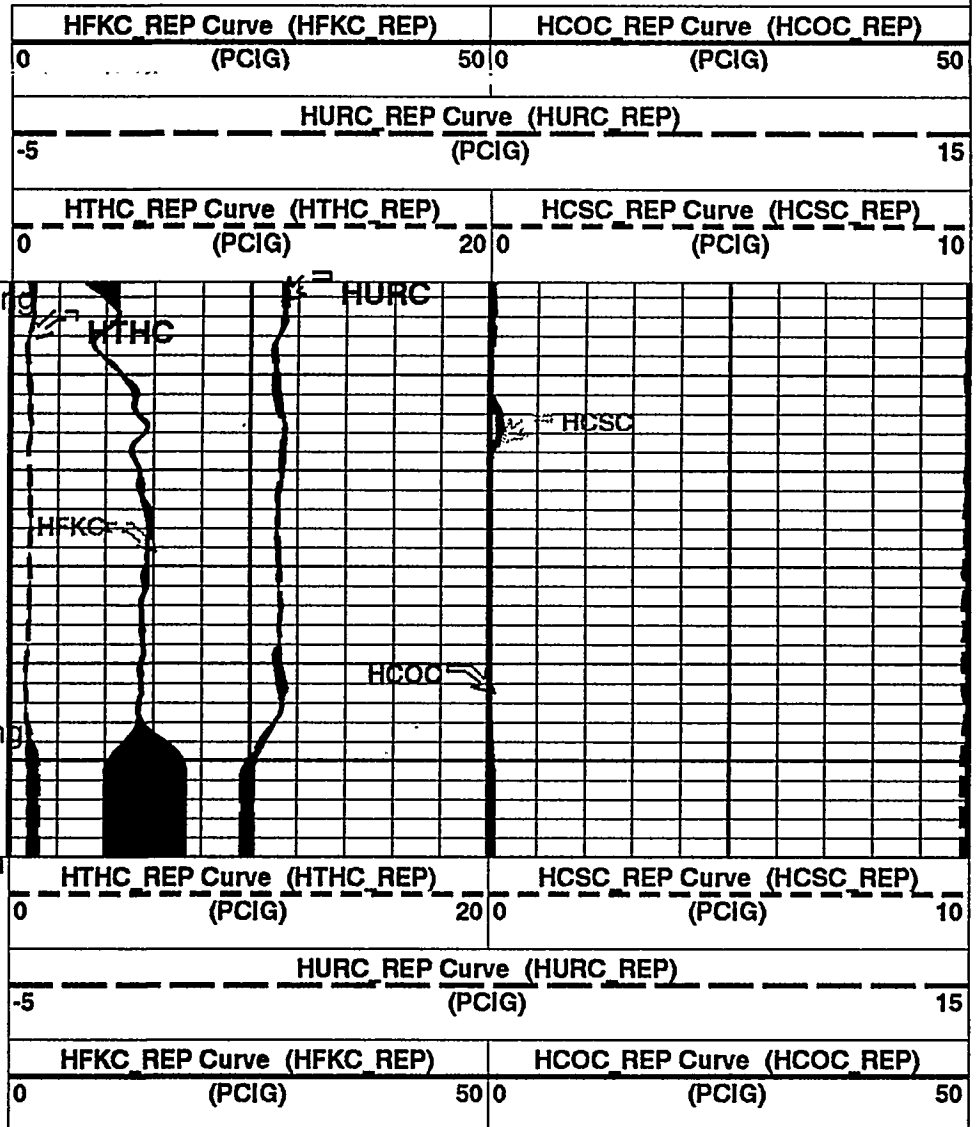 HFKC_REP Curve (HFKC_REP) HCOC_REP Curve (HCOC_REP)
0 (PCIG) 50 0 (PCIG) 50
HURC_REP Curve (HURC_REP)
-5 (PCIG) 15
HTHC_REP Curve (HTHC_REP) HCSC_REP Curve (HCSC_REP)
0 (PCIG) 20 0 (PCIG) 10
HURC
HTHC
HCSC
HFKC
HCOC
HTHC_REP Curve (HTHC_REP) HCSC_REP Curve (HCSC_REP)
0 (PCIG) 20 0 (PCIG) 10
HURC_REP Curve (HURC_REP)
-5 (PCIG) 15
HFKC_REP Curve (HFKC_REP) HCOC_REP Curve (HCOC_REP)
0 (PCIG) 50 0 (PCIG) 50